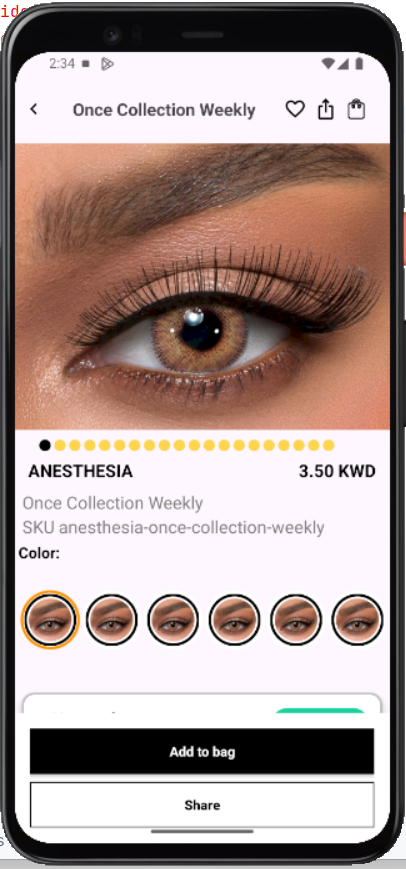 2:34
Once Collection Weekly
ANESTHESIA 3.50 KWD
Once Collection Weekly
SKU anesthesia-once-collection-weekly
Color:
Add to bag
Share